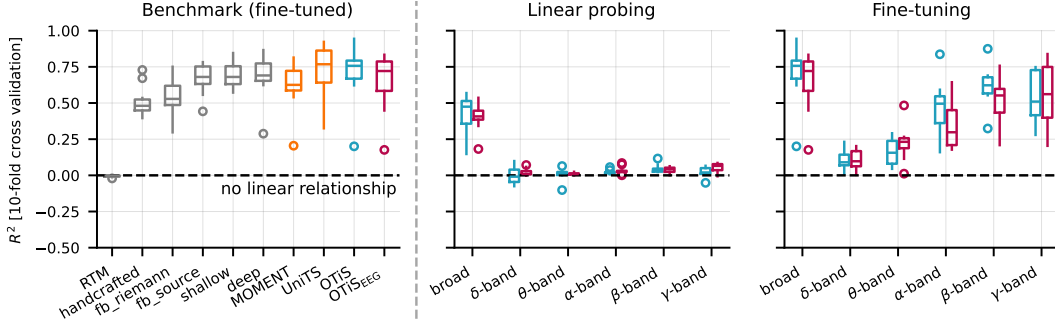 Benchmark (fine-tuned)
R² [10-fold cross validation]
1.00
0.75
0.50
0.25
0.00
−0.25
−0.50
no linear relationship
RTM
handcrafted
fb_riemann
fb_source
shallow
deep
MOMENT
UniTS
OTiS
OTiS_EEG
Linear probing
broad
δ-band
θ-band
α-band
β-band
γ-band
Fine-tuning
broad
δ-band
θ-band
α-band
β-band
γ-band